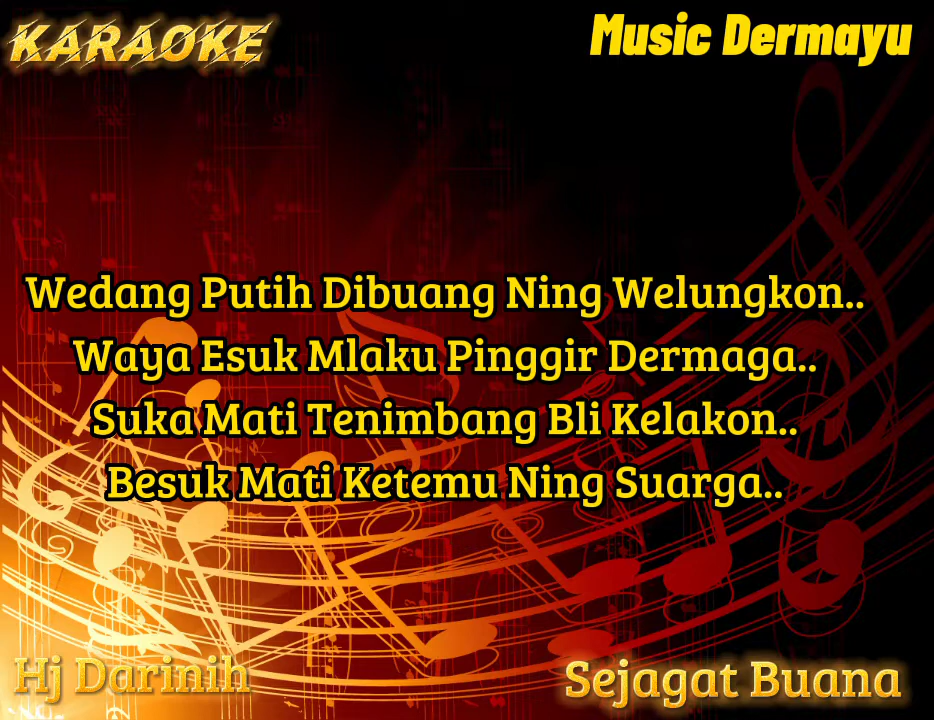 KARAOKE
Music Dermayu
Wedang Putih Dibuang Ning Welungkon..
Waya Esuk Mlaku Pinggir Dermaga..
Suka Mati Tenimbang Bli Kelakon..
Besuk Mati Ketemu Ning Suarga..
Hj Darinih
Sejagat Buana